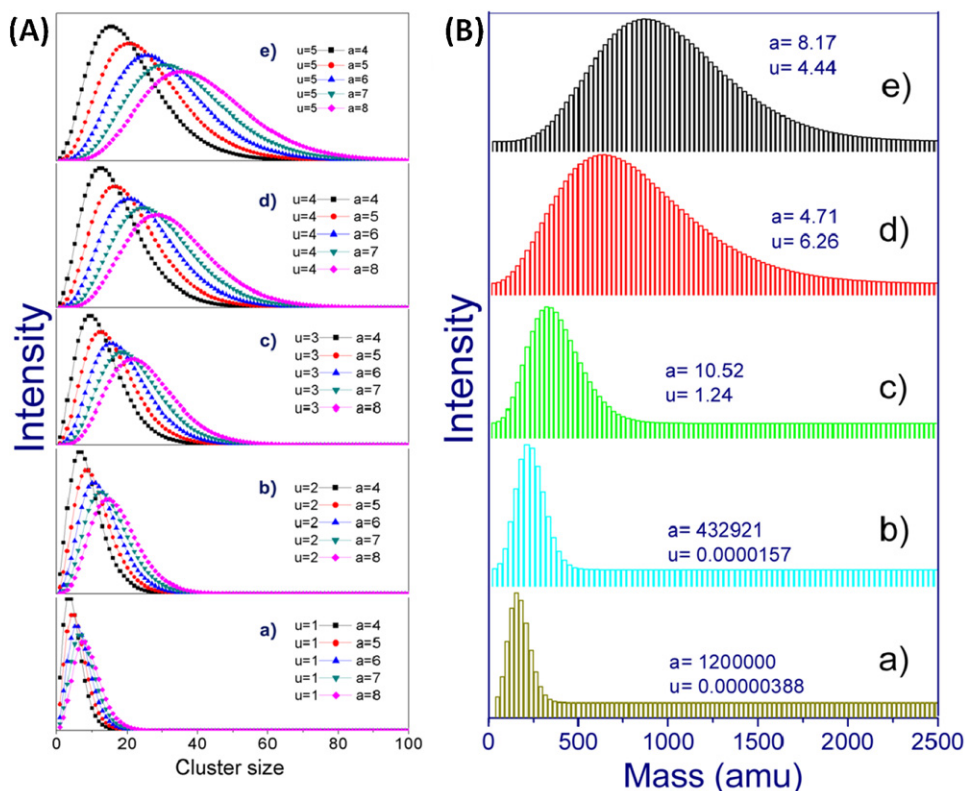 (A)
Intensity
e)
u=5 a=4
u=5 a=5
u=5 a=6
u=5 a=7
u=5 a=8
d)
u=4 a=4
u=4 a=5
u=4 a=6
u=4 a=7
u=4 a=8
c)
u=3 a=4
u=3 a=5
u=3 a=6
u=3 a=7
u=3 a=8
b)
u=2 a=4
u=2 a=5
u=2 a=6
u=2 a=7
u=2 a=8
a)
u=1 a=4
u=1 a=5
u=1 a=6
u=1 a=7
u=1 a=8
0 20 40 60 80 100
Cluster size
(B)
Intensity
a= 8.17
u= 4.44
e)
a= 4.71
u= 6.26
d)
a= 10.52
u= 1.24
c)
a= 432921
u= 0.0000157
b)
a= 1200000
u= 0.00000388
a)
0 500 1000 1500 2000 2500
Mass (amu)